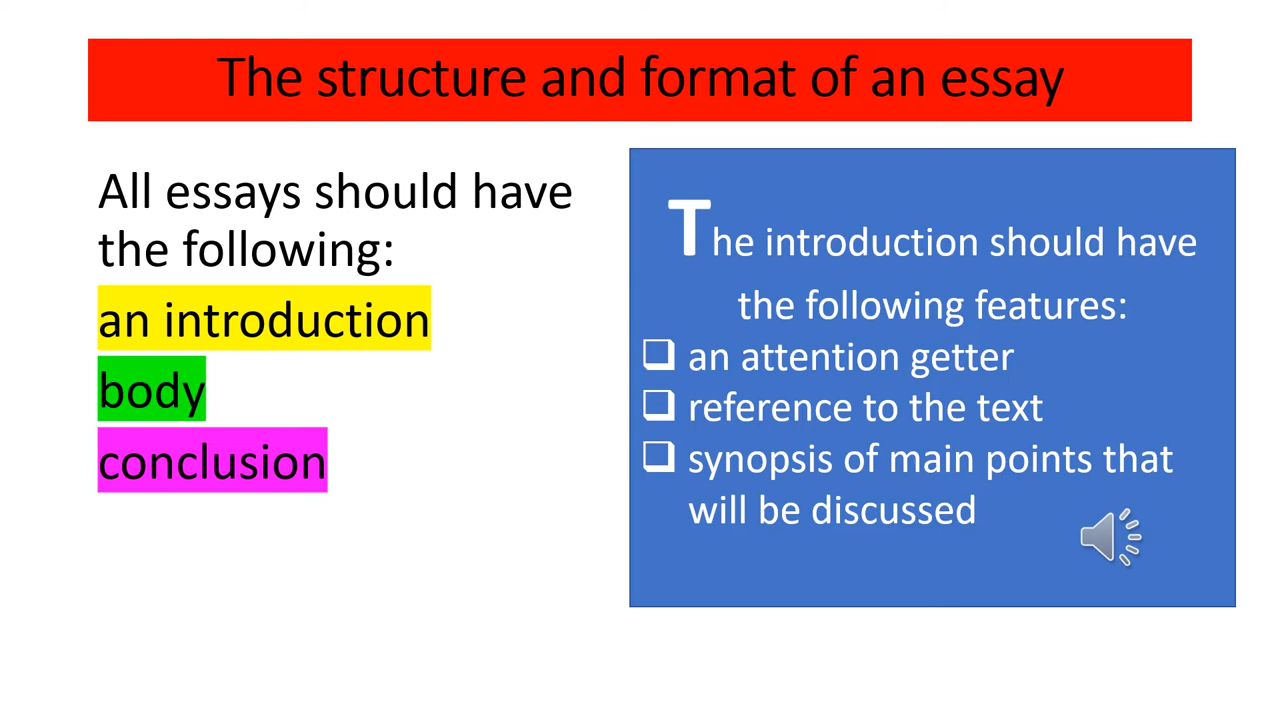 The structure and format of an essay
All essays should have
the following:
an introduction
body
conclusion
The introduction should have
the following features:
❑ an attention getter
❑ reference to the text
❑ synopsis of main points that
will be discussed